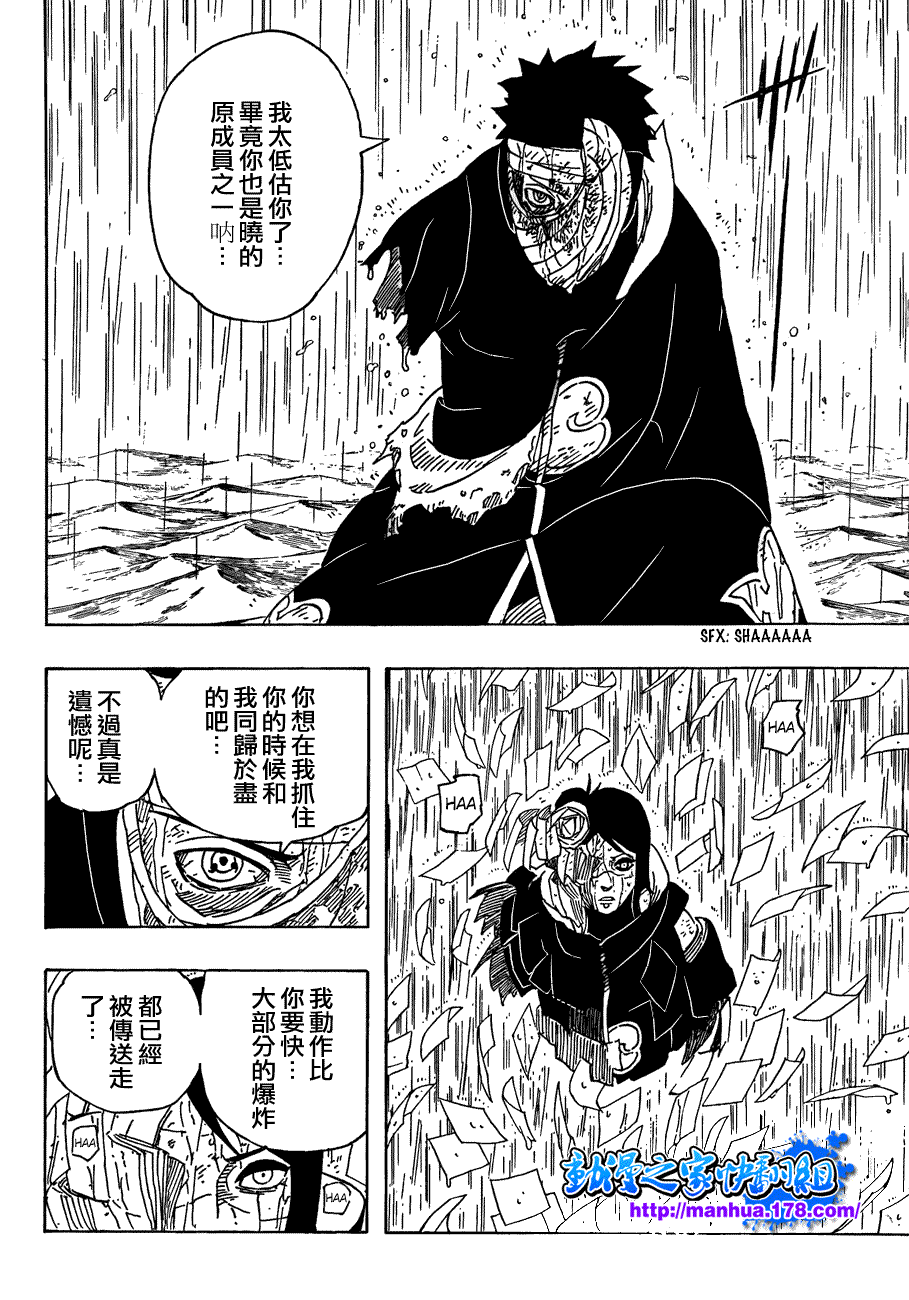 我太低估你了…
畢竟你也是曉的
原成員之一呐…
SFX: SHAAAAAA
HAA
HAA
你想在我抓住
你的時候和
我同歸於盡
的吧…
不過真是
遺憾呢…
我動作比
你要快…
大部分的爆炸
都已經
被傳送走
了…
HAA
HAA
動漫之家快翻組
http://manhua.178.com/